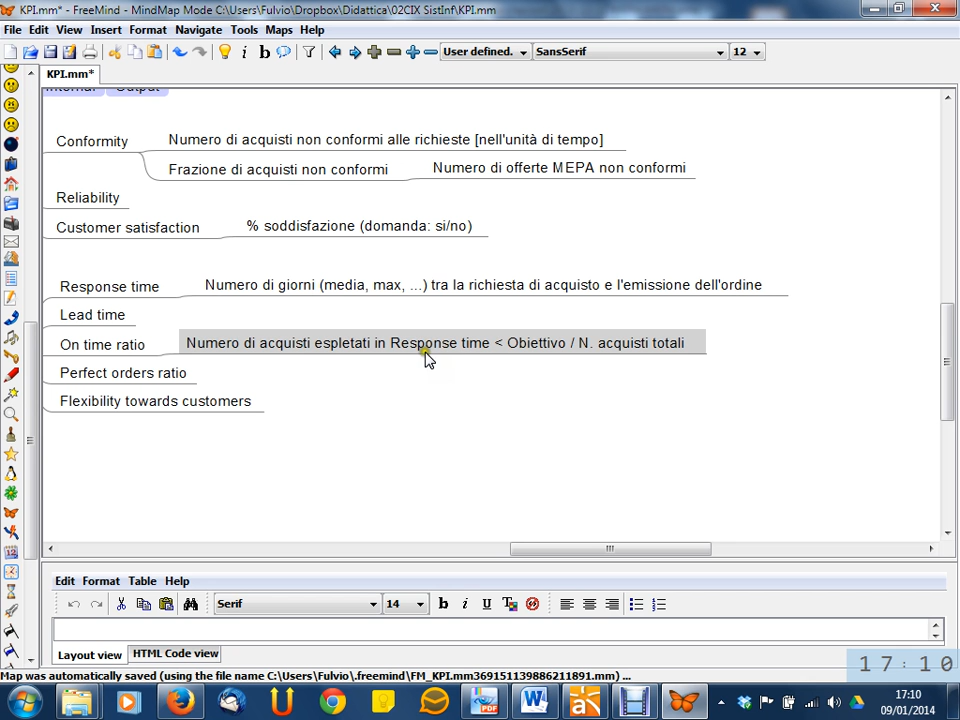 KPI.mm* - FreeMind - MindMap Mode C:\Users\Fulvio\Dropbox\Didattica\02CIX SistInf\KPI.mm
File Edit View Insert Format Navigate Tools Maps Help
User defined. SansSerif 12
KPI.mm*
Internal Output
Conformity Numero di acquisti non conformi alle richieste [nell'unità di tempo]
Frazione di acquisti non conformi Numero di offerte MEPA non conformi
Reliability
Customer satisfaction % soddisfazione (domanda: si/no)
Response time Numero di giorni (media, max, ...) tra la richiesta di acquisto e l'emissione dell'ordine
Lead time
On time ratio Numero di acquisti espletati in Response time < Obiettivo / N. acquisti totali
Perfect orders ratio
Flexibility towards customers
Edit Format Table Help
Serif 14
Layout view HTML Code view
Map was automatically saved (using the file name C:\Users\Fulvio\.freemind\FM_KPI.mm369151139886211891.mm) ...
17:10
17:10
09/01/2014